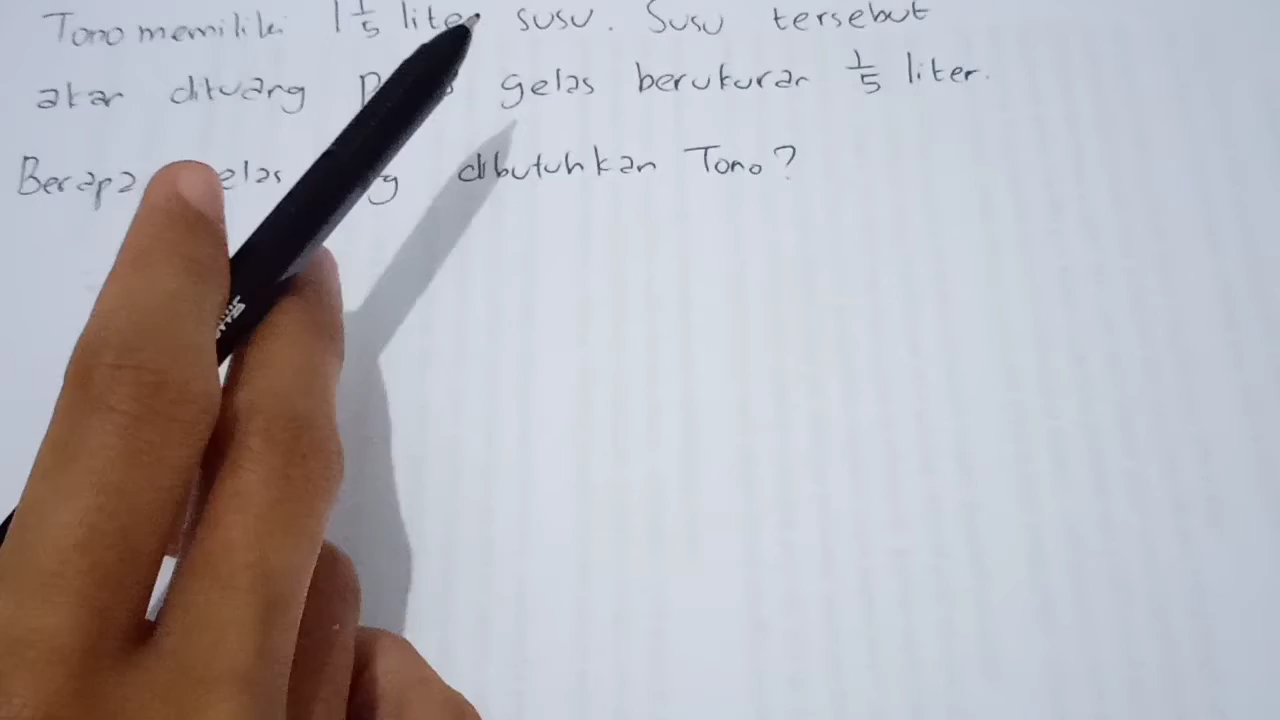 Tono memiliki 1 1/5 liter susu. Susu tersebut
akan dituang gelas berukuran 1/5 liter.
Berapa gelas dibutuhkan Tono?